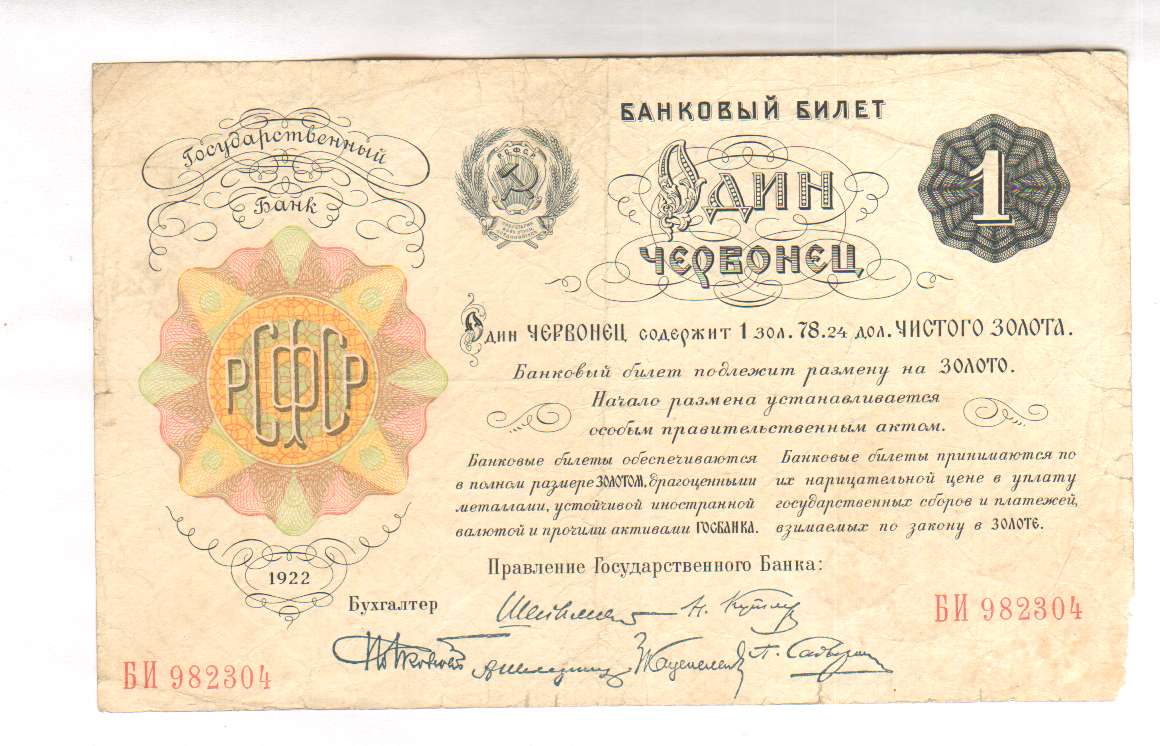 Государственный
Банк
РСФСР
1922
БАНКОВЫЙ БИЛЕТ
Один
ЧЕРВОНЕЦ
1
Один ЧЕРВОНЕЦ содержит 1 зол. 78.24 дол. ЧИСТОГО ЗОЛОТА.
Банковый билет подлежит размену на ЗОЛОТО.
Начало размена устанавливается
особым правительственным актом.
Банковые билеты обеспечиваются
в полном размере ЗОЛОТОМ, драгоценными
металлами, устойчивой иностранной
валютой и прочими активами ГОСБАНКА.
Банковые билеты принимаются по
их нарицательной цене в уплату
государственных сборов и платежей,
взимаемых по закону в ЗОЛОТЕ.
Правление Государственного Банка:
Бухгалтер
БИ 982304
БИ 982304